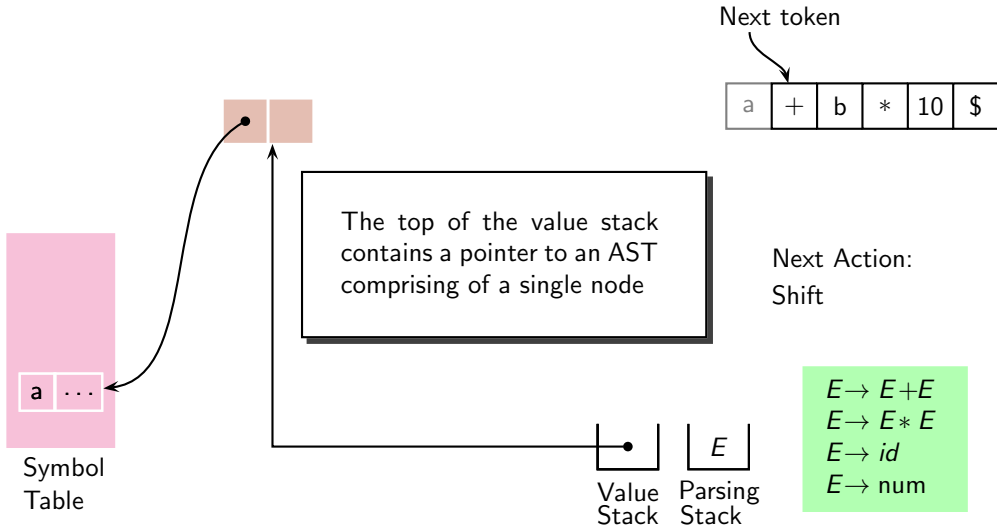 Next token
a + b * 10 $
The top of the value stack
contains a pointer to an AST
comprising of a single node
Next Action:
Shift
a ...
Symbol
Table
E
Value
Stack
Parsing
Stack
E→ E+E
E→ E* E
E→ id
E→ num